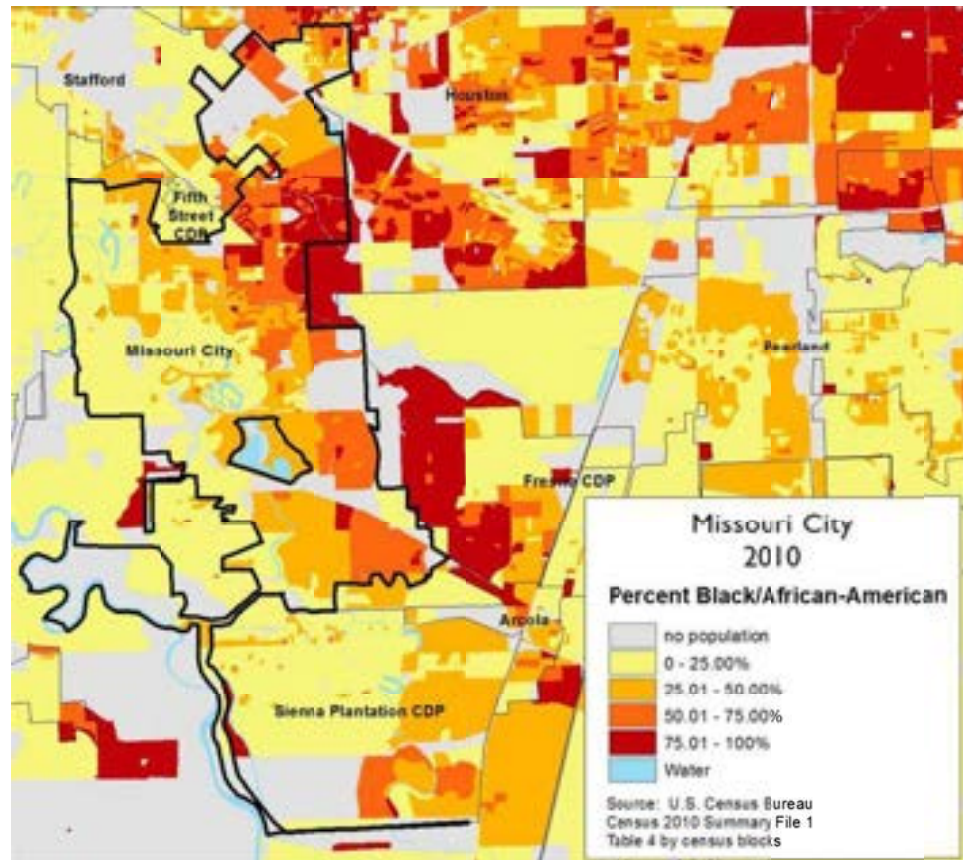 Stafford
Houston
Fifth
Street
CDP
Missouri City
Pearland
Fresno CDP
Arcola
Sienna Plantation CDP
Missouri City
2010
Percent Black/African-American
no population
0 - 25.00%
25.01 - 50.00%
50.01 - 75.00%
75.01 - 100%
Water
Source: U.S. Census Bureau
Census 2010 Summary File 1
Table 4 by census blocks